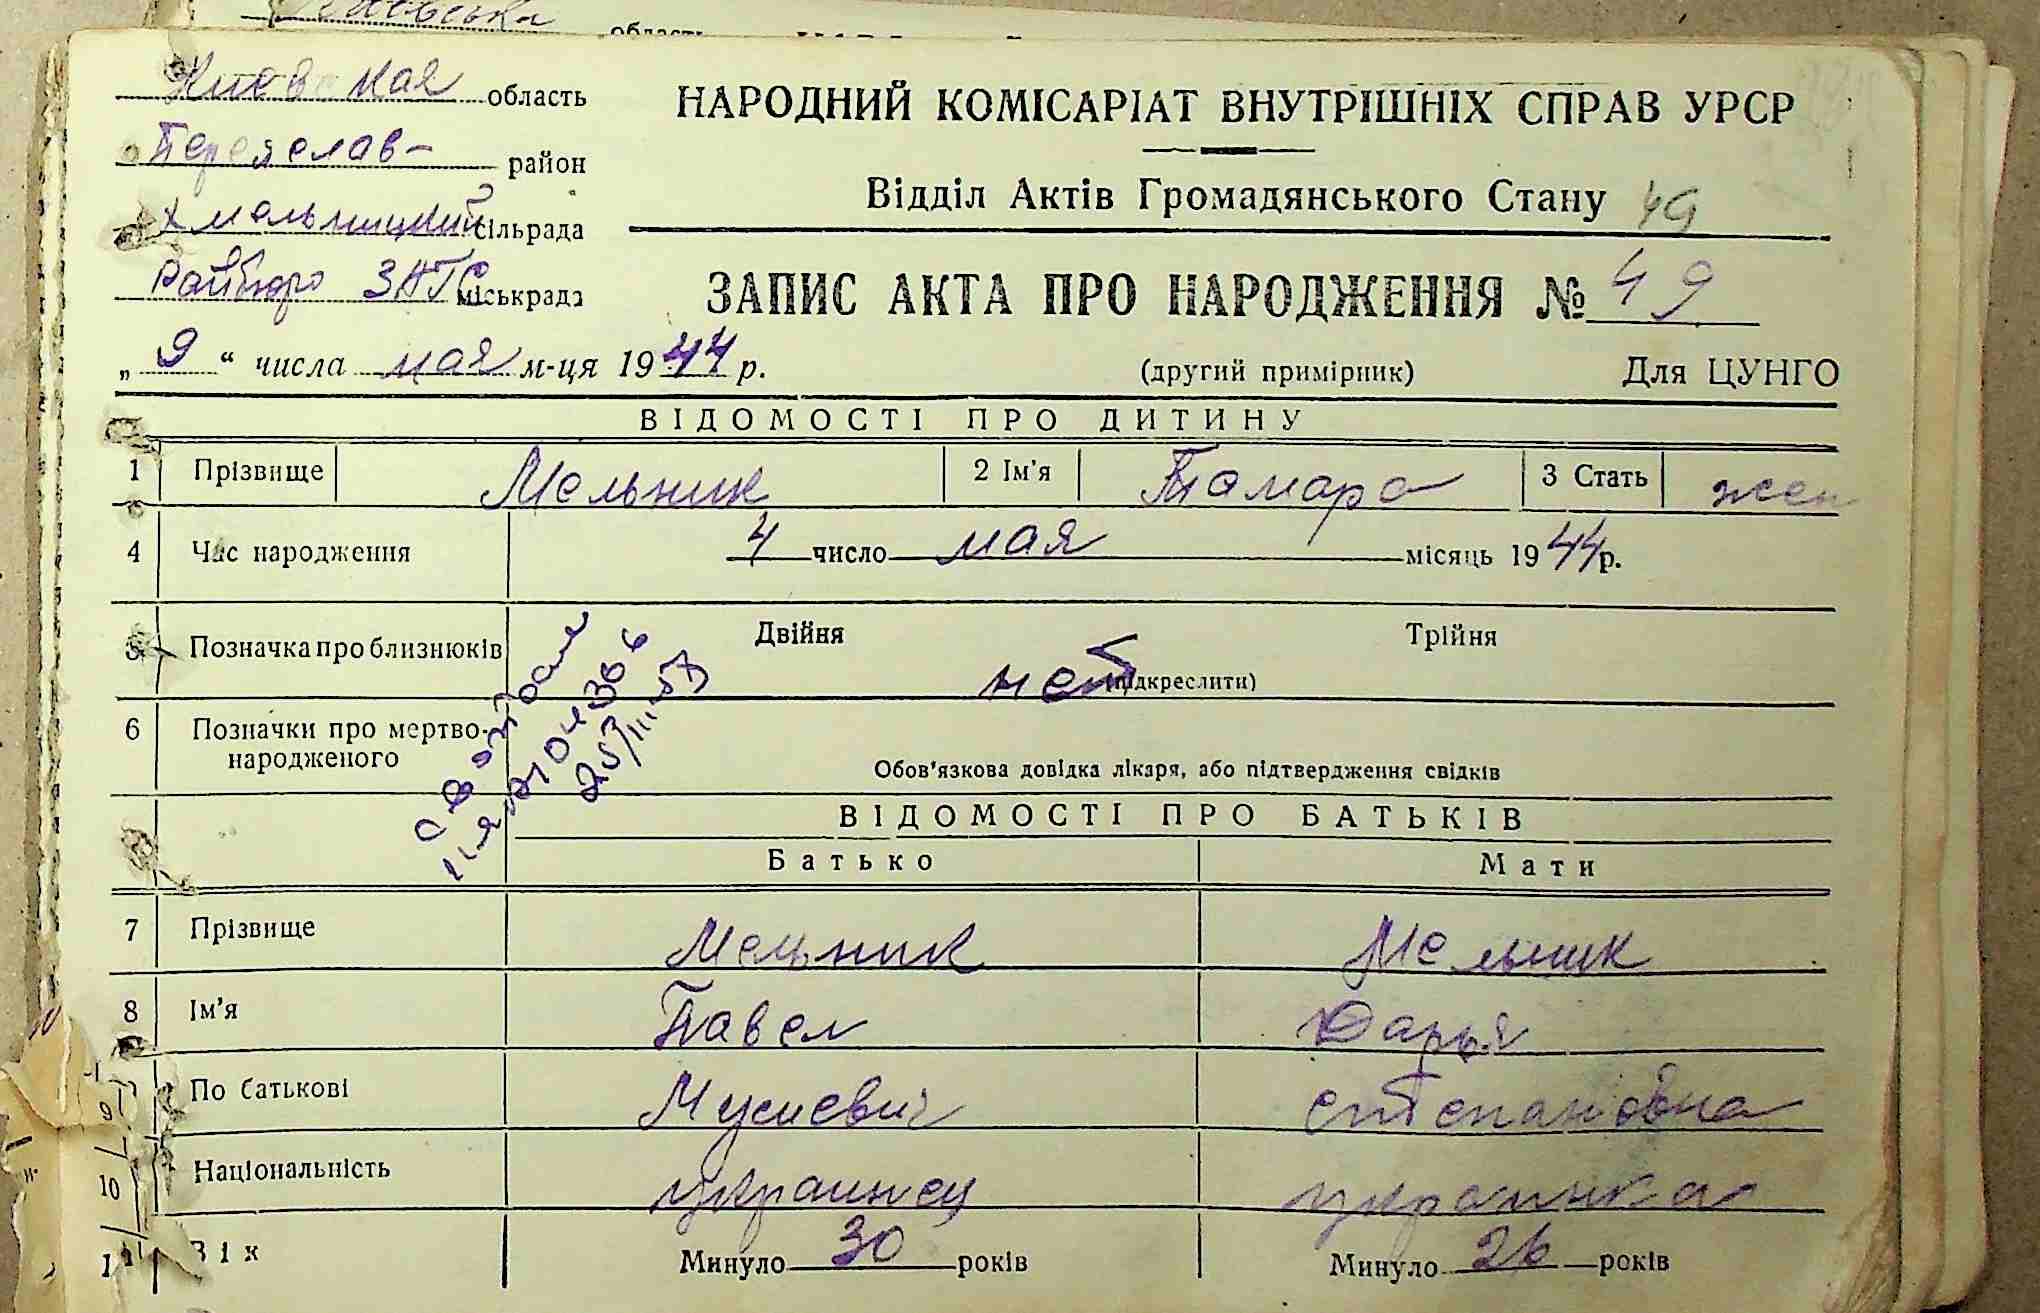 область
Киевская область
НАРОДНИЙ КОМІСАРІАТ ВНУТРІШНІХ СПРАВ УРСР
Переяслав- район
Відділ Актів Громадянського Стану 49
Хмельницкий сільрада
Райбюро ЗАГС міськрада
ЗАПИС АКТА ПРО НАРОДЖЕННЯ № 49
„ 9 “ числа мая м-ця 1944 р.
(другий примірник) Для ЦУНГО
ВІДОМОСТІ ПРО ДИТИНУ
1 Прізвище Мельник 2 Ім'я Тамара 3 Стать жен
4 Час народження 4 число мая місяць 1944 р.
5 Позначка про близнюків Двійня нет Трійня
(підкреслити)
6 Позначки про мертво-
народженого
Обов'язкова довідка лікаря, або підтвердження свідків
ВІДОМОСТІ ПРО БАТЬКІВ
Батько Мати
7 Прізвище Мельник Мельник
8 Ім'я Павел Дарья
9 По батькові Мусиевич Степановна
10 Національність украинец украинка
11 Вік Минуло 30 років Минуло 26 років